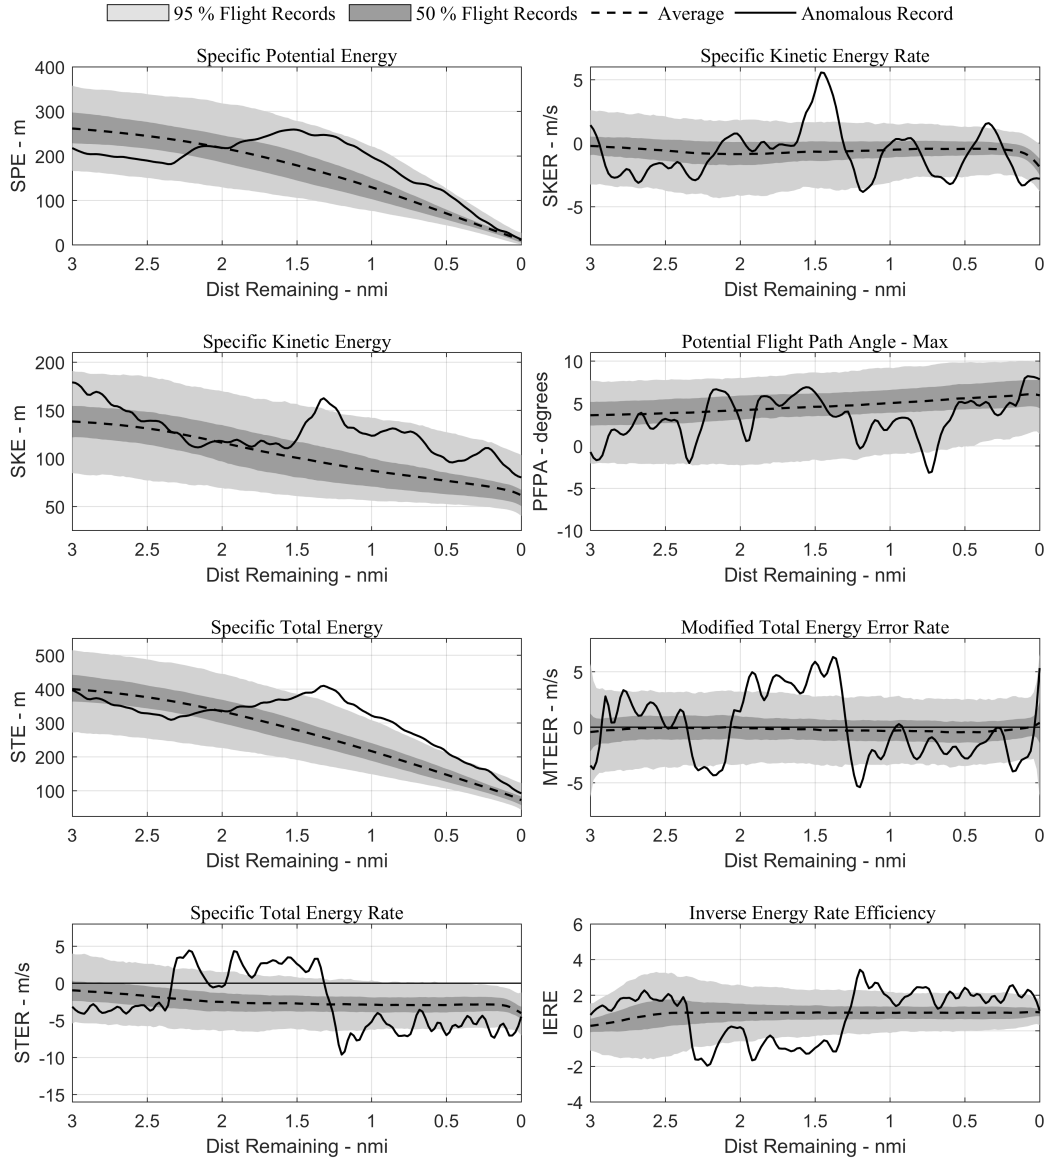 95 % Flight Records 50 % Flight Records Average Anomalous Record
Specific Potential Energy
400
300
200
100
0
SPE - m
3 2.5 2 1.5 1 0.5 0
Dist Remaining - nmi
Specific Kinetic Energy Rate
5
0
-5
SKER - m/s
3 2.5 2 1.5 1 0.5 0
Dist Remaining - nmi
Specific Kinetic Energy
200
150
100
50
SKE - m
3 2.5 2 1.5 1 0.5 0
Dist Remaining - nmi
Potential Flight Path Angle - Max
10
5
0
-5
-10
PFPA - degrees
3 2.5 2 1.5 1 0.5 0
Dist Remaining - nmi
Specific Total Energy
500
400
300
200
100
STE - m
3 2.5 2 1.5 1 0.5 0
Dist Remaining - nmi
Modified Total Energy Error Rate
5
0
-5
MTEER - m/s
3 2.5 2 1.5 1 0.5 0
Dist Remaining - nmi
Specific Total Energy Rate
5
0
-5
-10
-15
STER - m/s
3 2.5 2 1.5 1 0.5 0
Dist Remaining - nmi
Inverse Energy Rate Efficiency
6
4
2
0
-2
-4
IERE
3 2.5 2 1.5 1 0.5 0
Dist Remaining - nmi